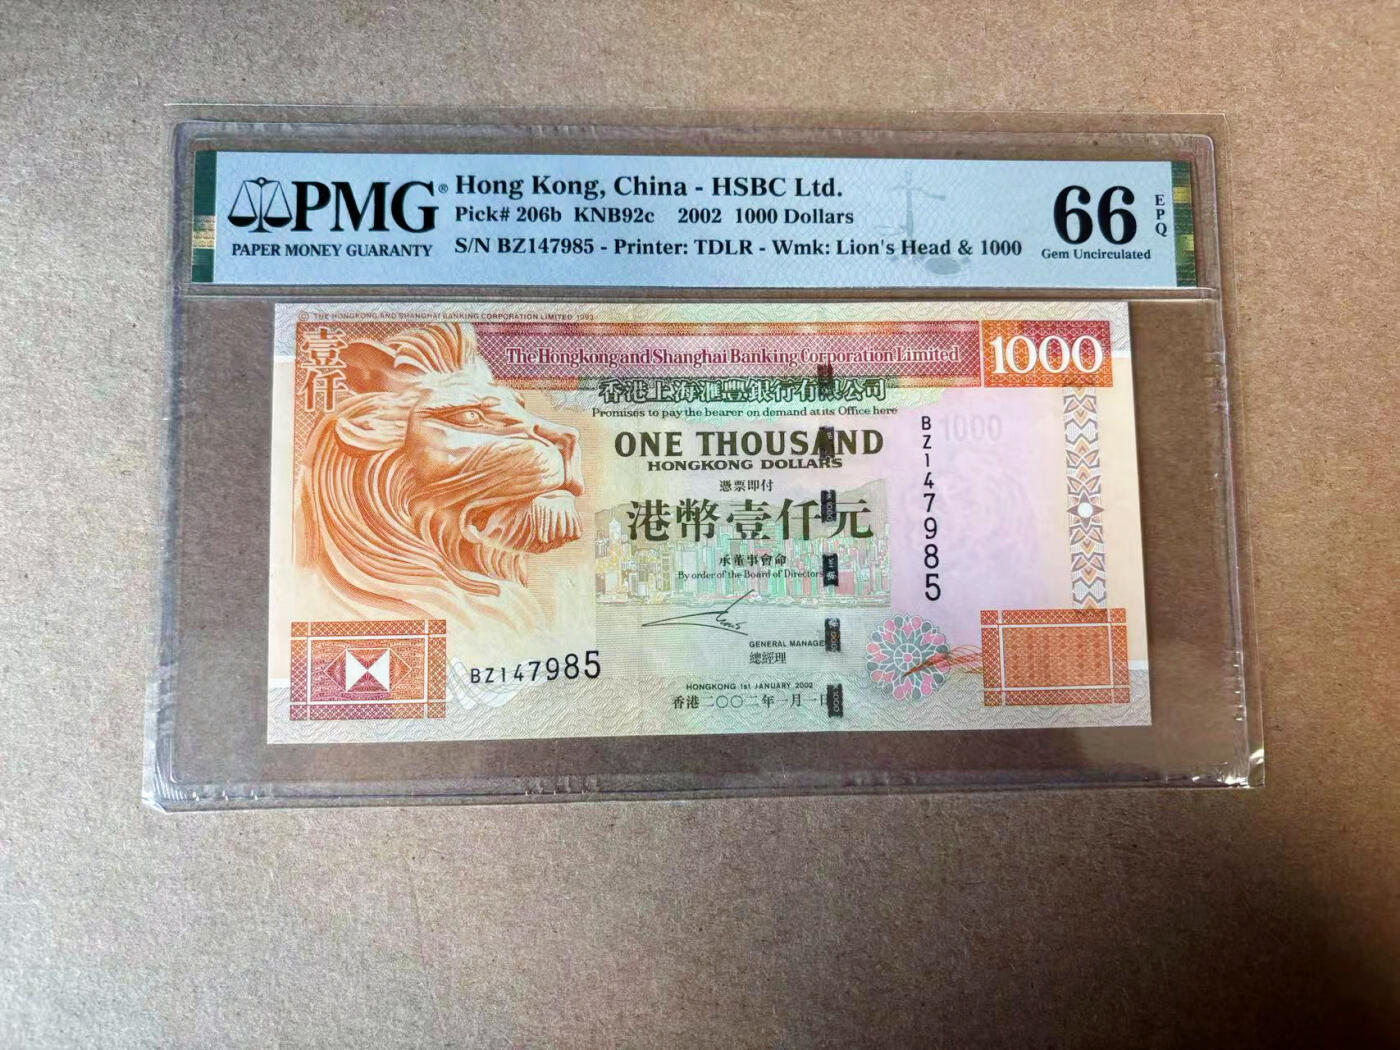 PMG®
PAPER MONEY GUARANTY
Hong Kong, China - HSBC Ltd.
Pick# 206b KNB92c 2002 1000 Dollars
S/N BZ147985 - Printer: TDLR - Wmk: Lion's Head & 1000
66
EPQ
Gem Uncirculated
© THE HONGKONG AND SHANGHAI BANKING CORPORATION LIMITED 1993
壹仟
The Hongkong and Shanghai Banking Corporation Limited
1000
香港上海滙豐銀行有限公司
Promises to pay the bearer on demand at its Office here
ONE THOUSAND
HONGKONG DOLLARS
憑票即付
港幣壹仟元
承董事會命
By order of the Board of Directors
GENERAL MANAGE
總經理
HONGKONG 1st JANUARY 2002
香港二〇〇二年一月一日
BZ147985
BZ147985
1000